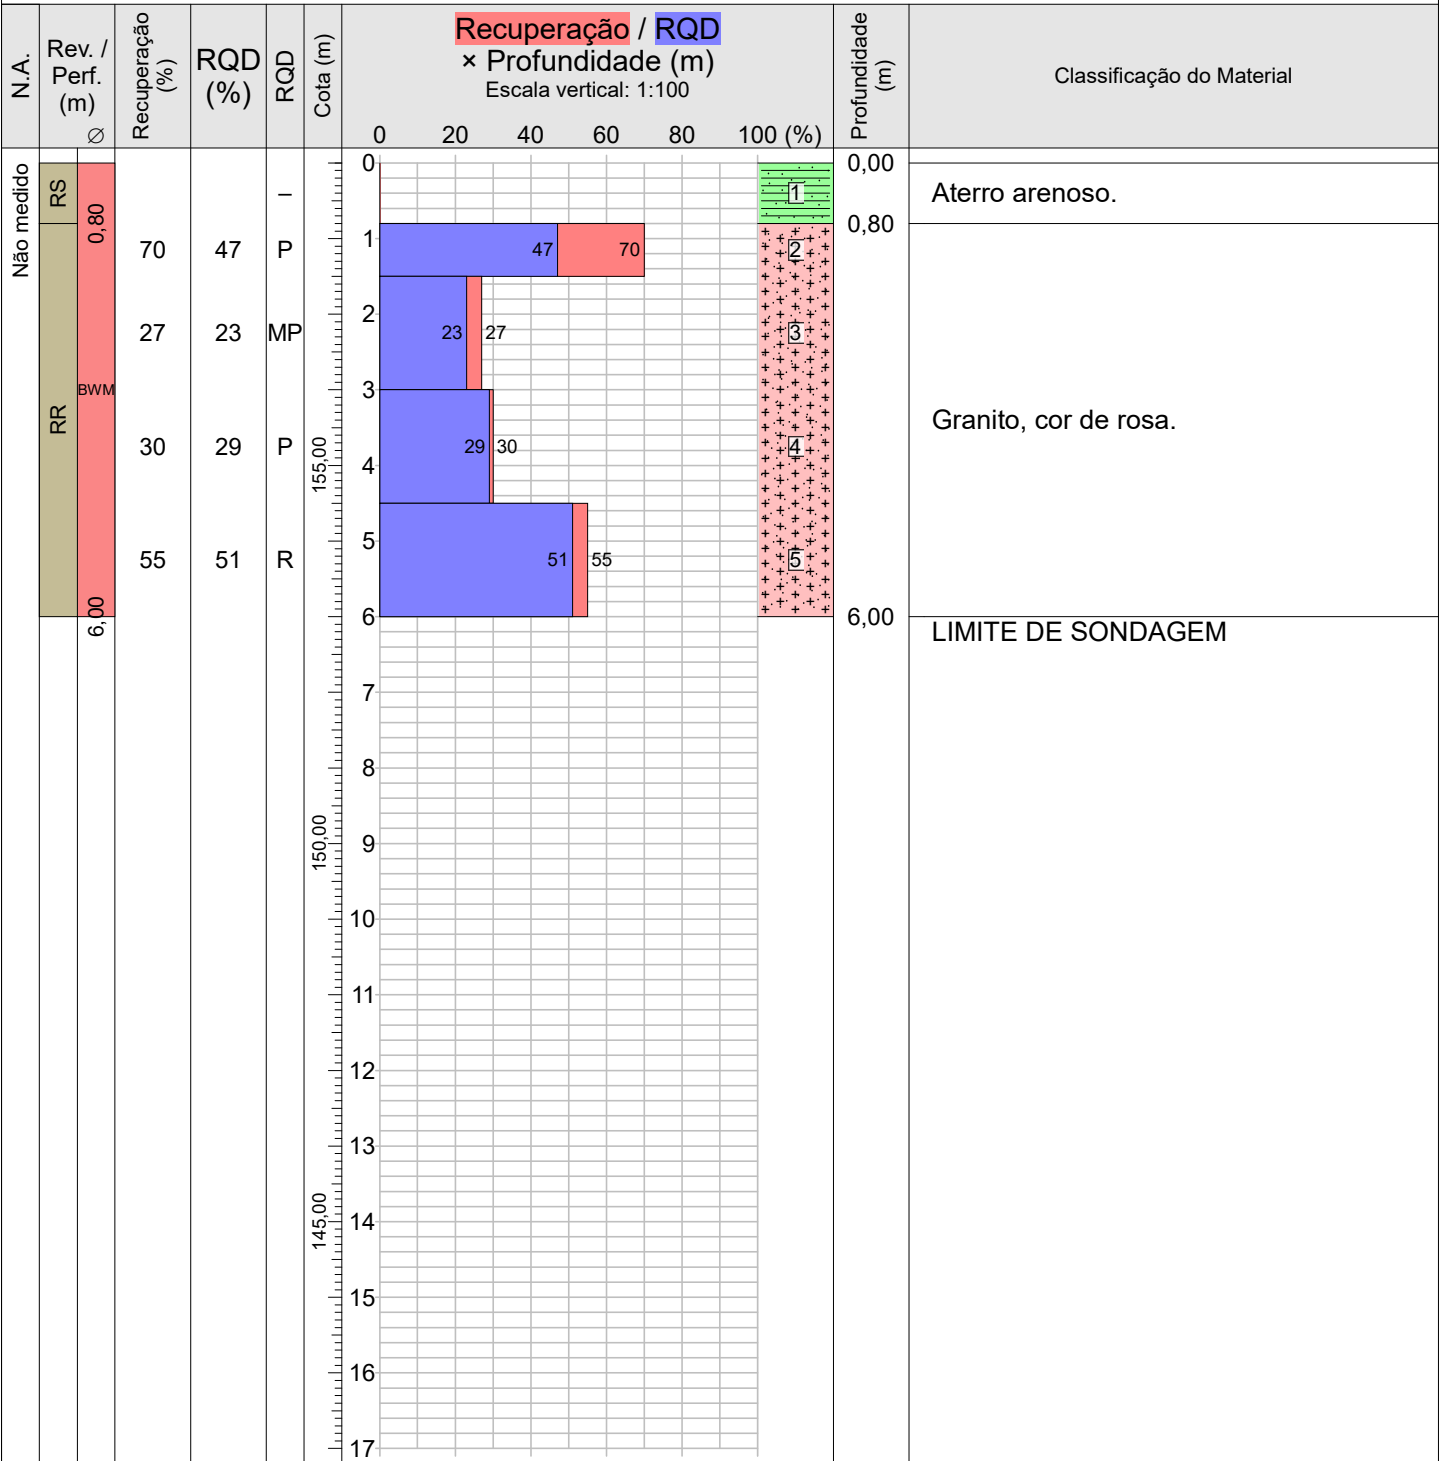 N.A.
Rev. /
Perf.
(m)
∅
Recuperação
(%)
RQD
(%)
RQD
Cota (m)
Recuperação / RQD
× Profundidade (m)
Escala vertical: 1:100
0 20 40 60 80 100 (%)
Profundidade
(m)
Classificação do Material
Não medido
RS
0,80
RR
BWM
6,00
–
70 47 P
27 23 MP
30 29 P
55 51 R
155,00
150,00
145,00
0
1
2
3
4
5
6
7
8
9
10
11
12
13
14
15
16
17
47 70
23 27
29 30
51 55
1
2
3
4
5
0,00
0,80
6,00
Aterro arenoso.
Granito, cor de rosa.
LIMITE DE SONDAGEM